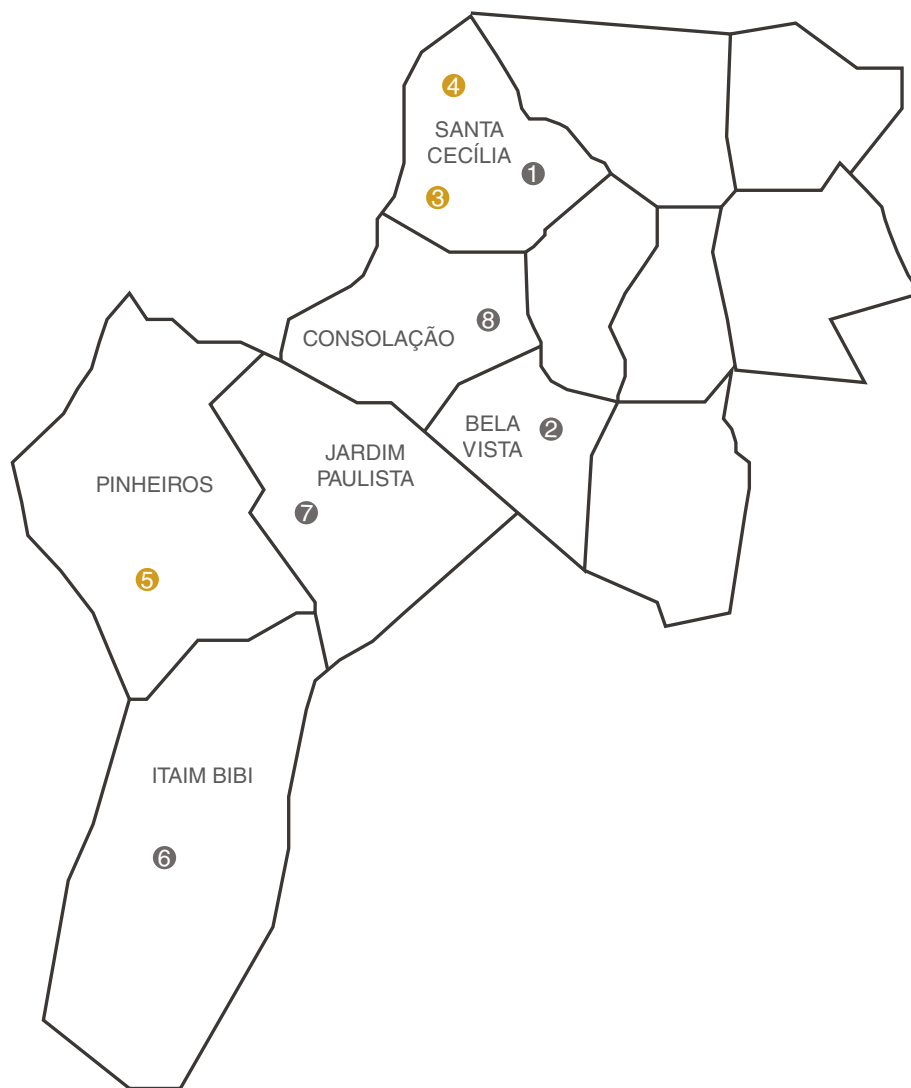 4
SANTA
CECÍLIA
1
3
8
CONSOLAÇÃO
BELA
VISTA
2
JARDIM
PAULISTA
PINHEIROS
7
5
ITAIM BIBI
6